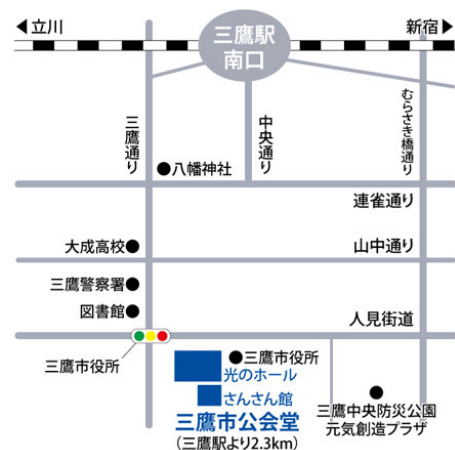 ◀立川
新宿▶
三鷹駅
南口
三鷹通り
中央通り
むらさき橋通り
●八幡神社
連雀通り
大成高校●
山中通り
三鷹警察署●
図書館●
人見街道
三鷹市役所
●三鷹市役所
光のホール
さんさん館
三鷹市公会堂
(三鷹駅より2.3km)
三鷹中央防災公園
元気創造プラザ